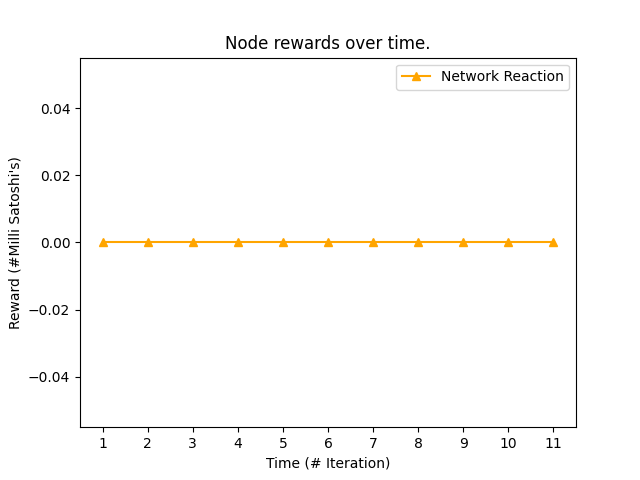 Node rewards over time.
Network Reaction
Reward (#Milli Satoshi's)
0.04
0.02
0.00
−0.02
−0.04
1 2 3 4 5 6 7 8 9 10 11
Time (# Iteration)